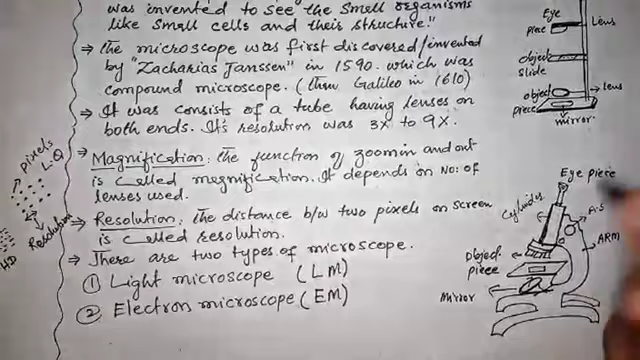 was invented to see "the small organisms
like small cells and their structure."
→ the microscope was first discovered/invented
by "Zacharias Janssen" in 1590. which was
compound microscope. (then Galileo in 1610)
→ It was consists of a tube having lenses on
both ends. It's resolution was 3X to 9X.
→ Magnification: the function of zoomin and out
is called megnification. It depends on No: of
lenses used.
→ Resolution: The distance b/w two pixels on screen
is called resolution.
→ There are two types of microscope.
① Light microscope (LM)
② Electron microscope (EM)
pixels
L.Q
Resolution
HD
Eye
piece
Lens
object
slide
object
piece
lens
mirror
Eye piece
Cylinder
ARM
Object
piece
Mirror